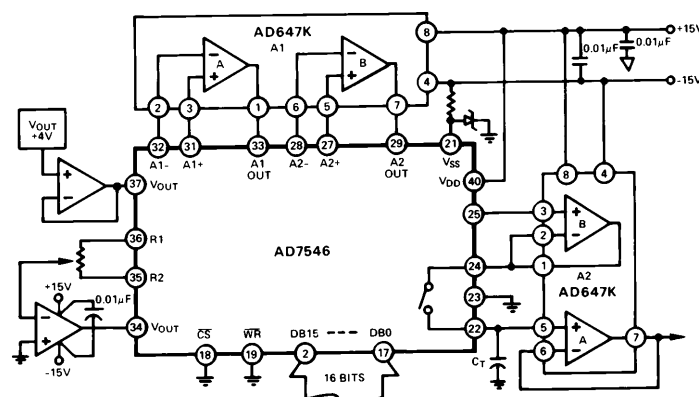 AD647K
A1
8
+15V
0.01µF
0.01µF
A
B
4
-15V
2
3
1
6
5
7
VOUT
+4V
32
31
33
28
27
29
21
A1-
A1+
A1
OUT
A2-
A2+
A2
OUT
VSS
8
4
VDD
40
37
VOUT
25
3
B
2
36
R1
AD7546
24
1
A2
35
R2
AD647K
+15V
0.01µF
23
34
VOUT
22
5
A
7
6
-15V
CS
WR
DB15
DB0
CT
18
19
2
17
16 BITS